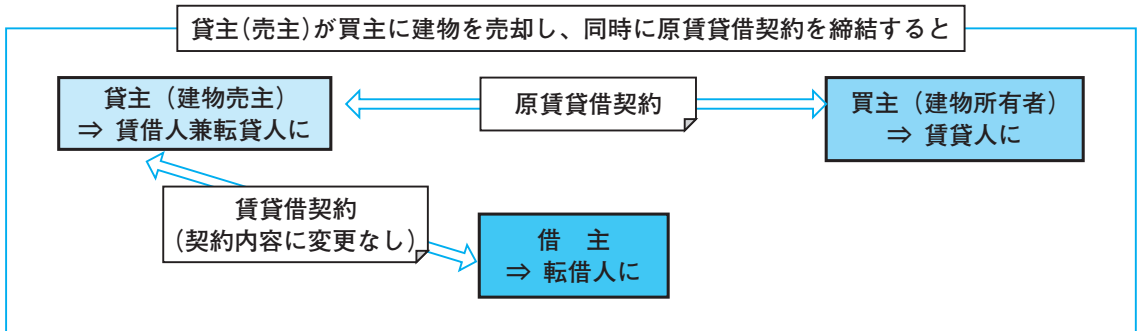 貸主(売主)が買主に建物を売却し、同時に原賃貸借契約を締結すると
貸主（建物売主）
⇒ 賃借人兼転貸人に
原賃貸借契約
買主（建物所有者）
⇒ 賃貸人に
賃貸借契約
(契約内容に変更なし)
借　主
⇒ 転借人に